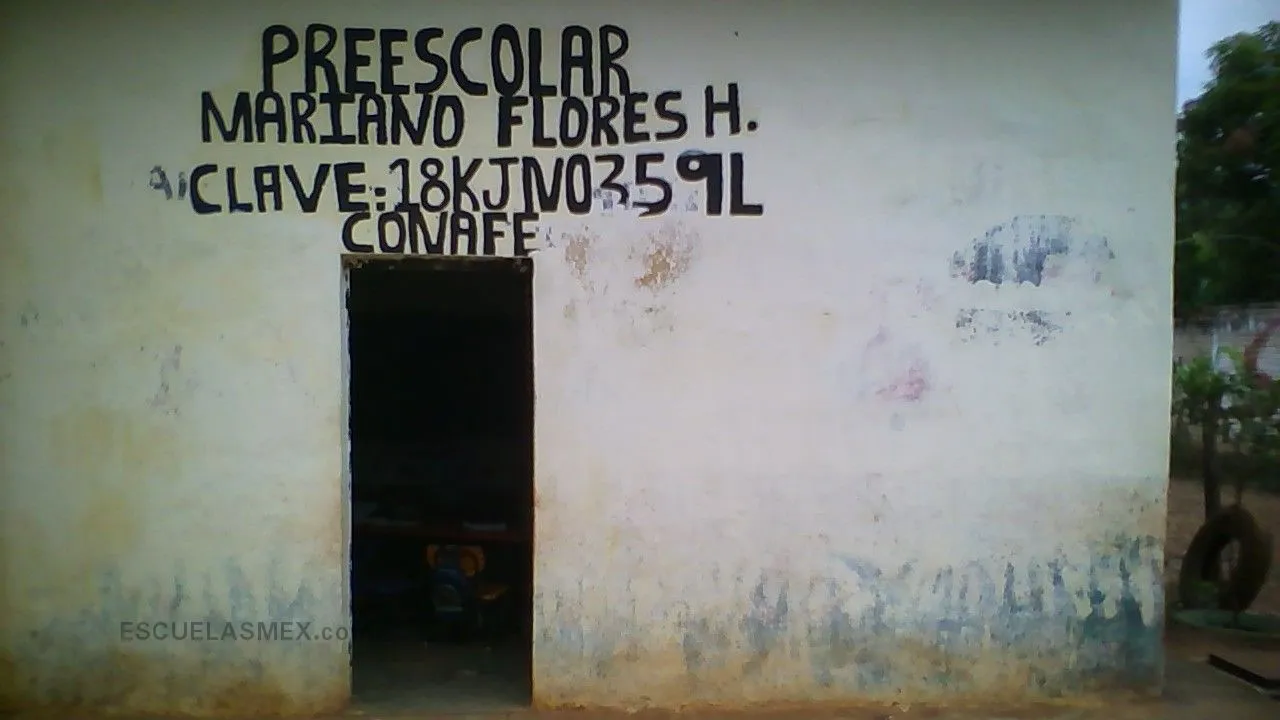 PREESCOLAR
MARIANO FLORES H.
CLAVE:18KJN0359L
CONAFE
ESCUELASMEX.co